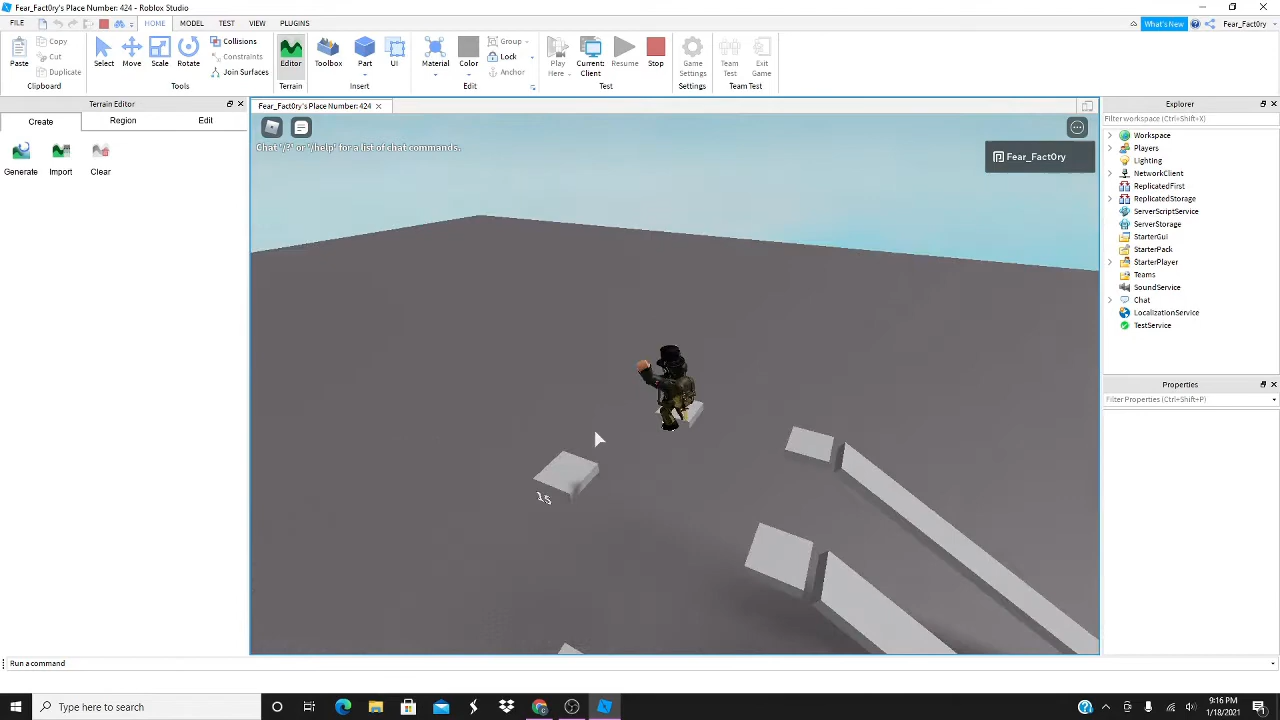 Fear_Fact0ry's Place Number: 424 - Roblox Studio
FILE HOME MODEL TEST VIEW PLUGINS What's New Fear_Fact0ry
Paste Copy Cut Duplicate Select Move Scale Rotate Collisions Constraints Join Surfaces Editor Toolbox Part UI Material Color Group Lock Anchor Play Here Current: Client Resume Stop Game Settings Team Test Exit Game
Clipboard Tools Terrain Insert Edit Test Settings Team Test
Terrain Editor
Create Region Edit
Generate Import Clear
Fear_Fact0ry's Place Number: 424
Chat '/?' or '/help' for a list of chat commands.
Fear_Fact0ry
15
Explorer
Filter workspace (Ctrl+Shift+X)
Workspace
Players
Lighting
NetworkClient
ReplicatedFirst
ReplicatedStorage
ServerScriptService
ServerStorage
StarterGui
StarterPack
StarterPlayer
Teams
SoundService
Chat
LocalizationService
TestService
Properties
Filter Properties (Ctrl+Shift+P)
Run a command
Type here to search
9:16 PM
1/18/2021